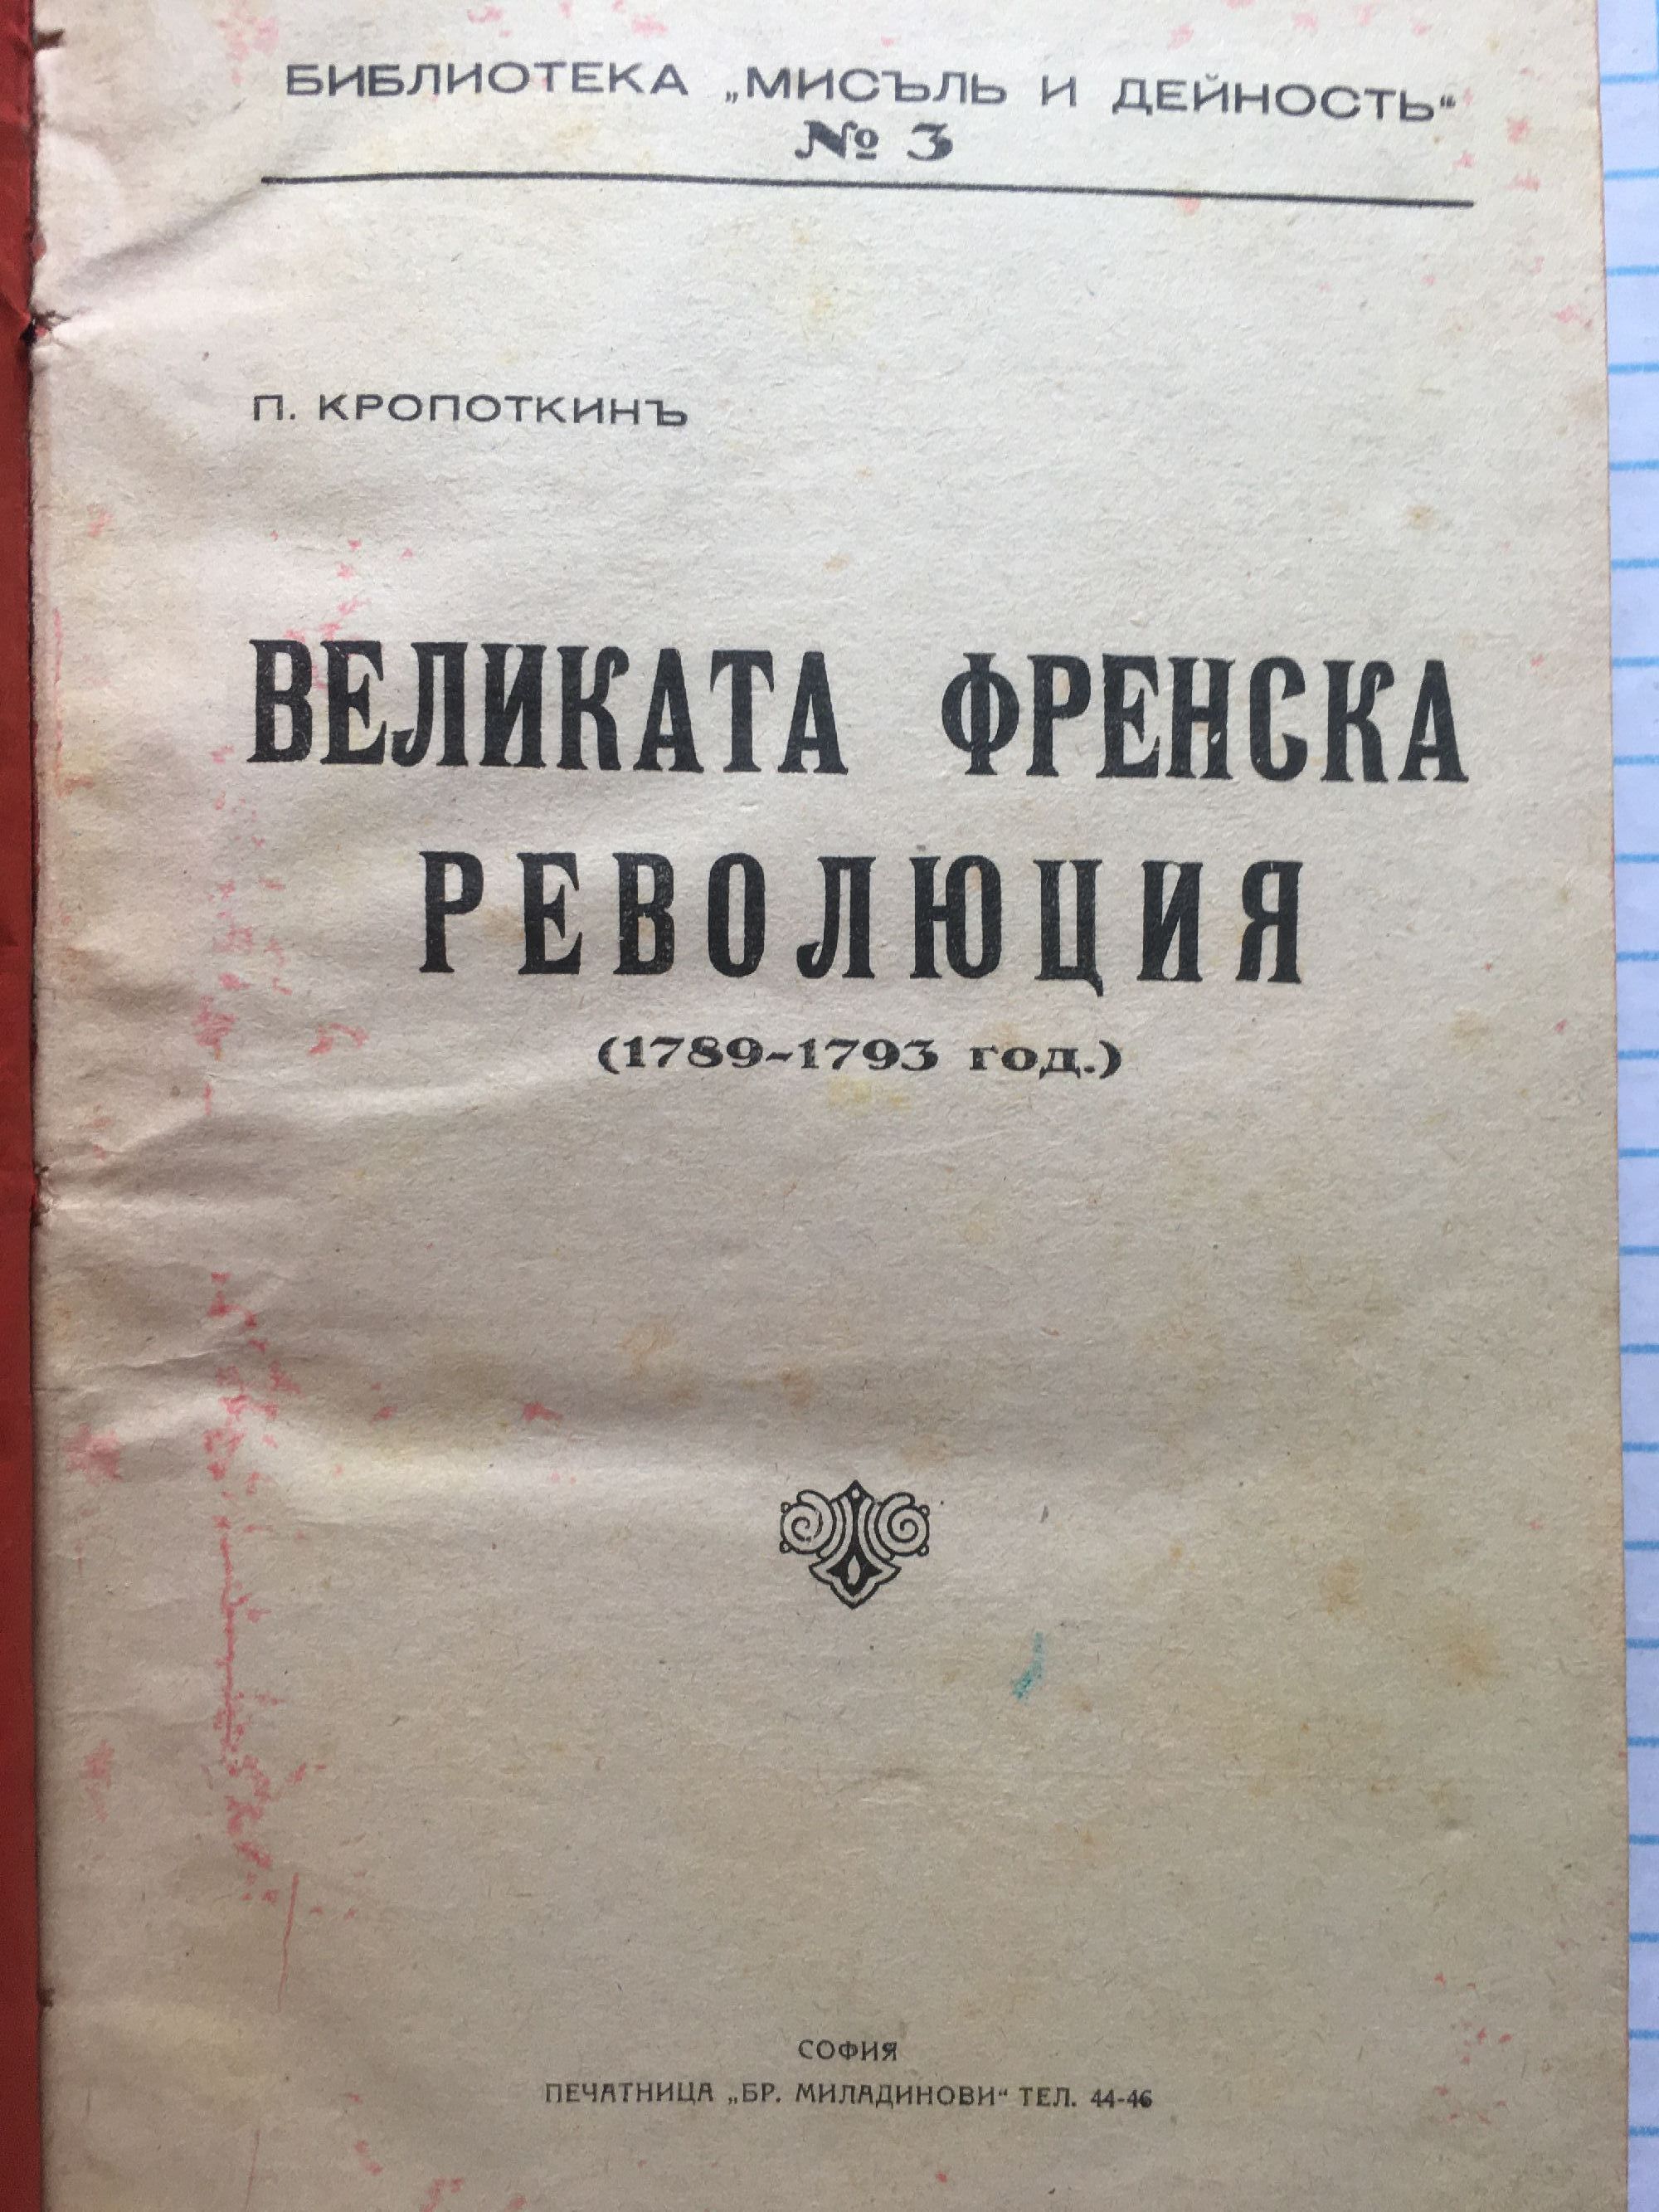 БИБЛИОТЕКА „МИСЪЛЬ И ДЕЙНОСТЬ“
№ 3
П. КРОПОТКИНЪ
ВЕЛИКАТА ФРЕНСКА
РЕВОЛЮЦИЯ
(1789-1793 год.)
СОФИЯ
ПЕЧАТНИЦА „БР. МИЛАДИНОВИ“ ТЕЛ. 44-46